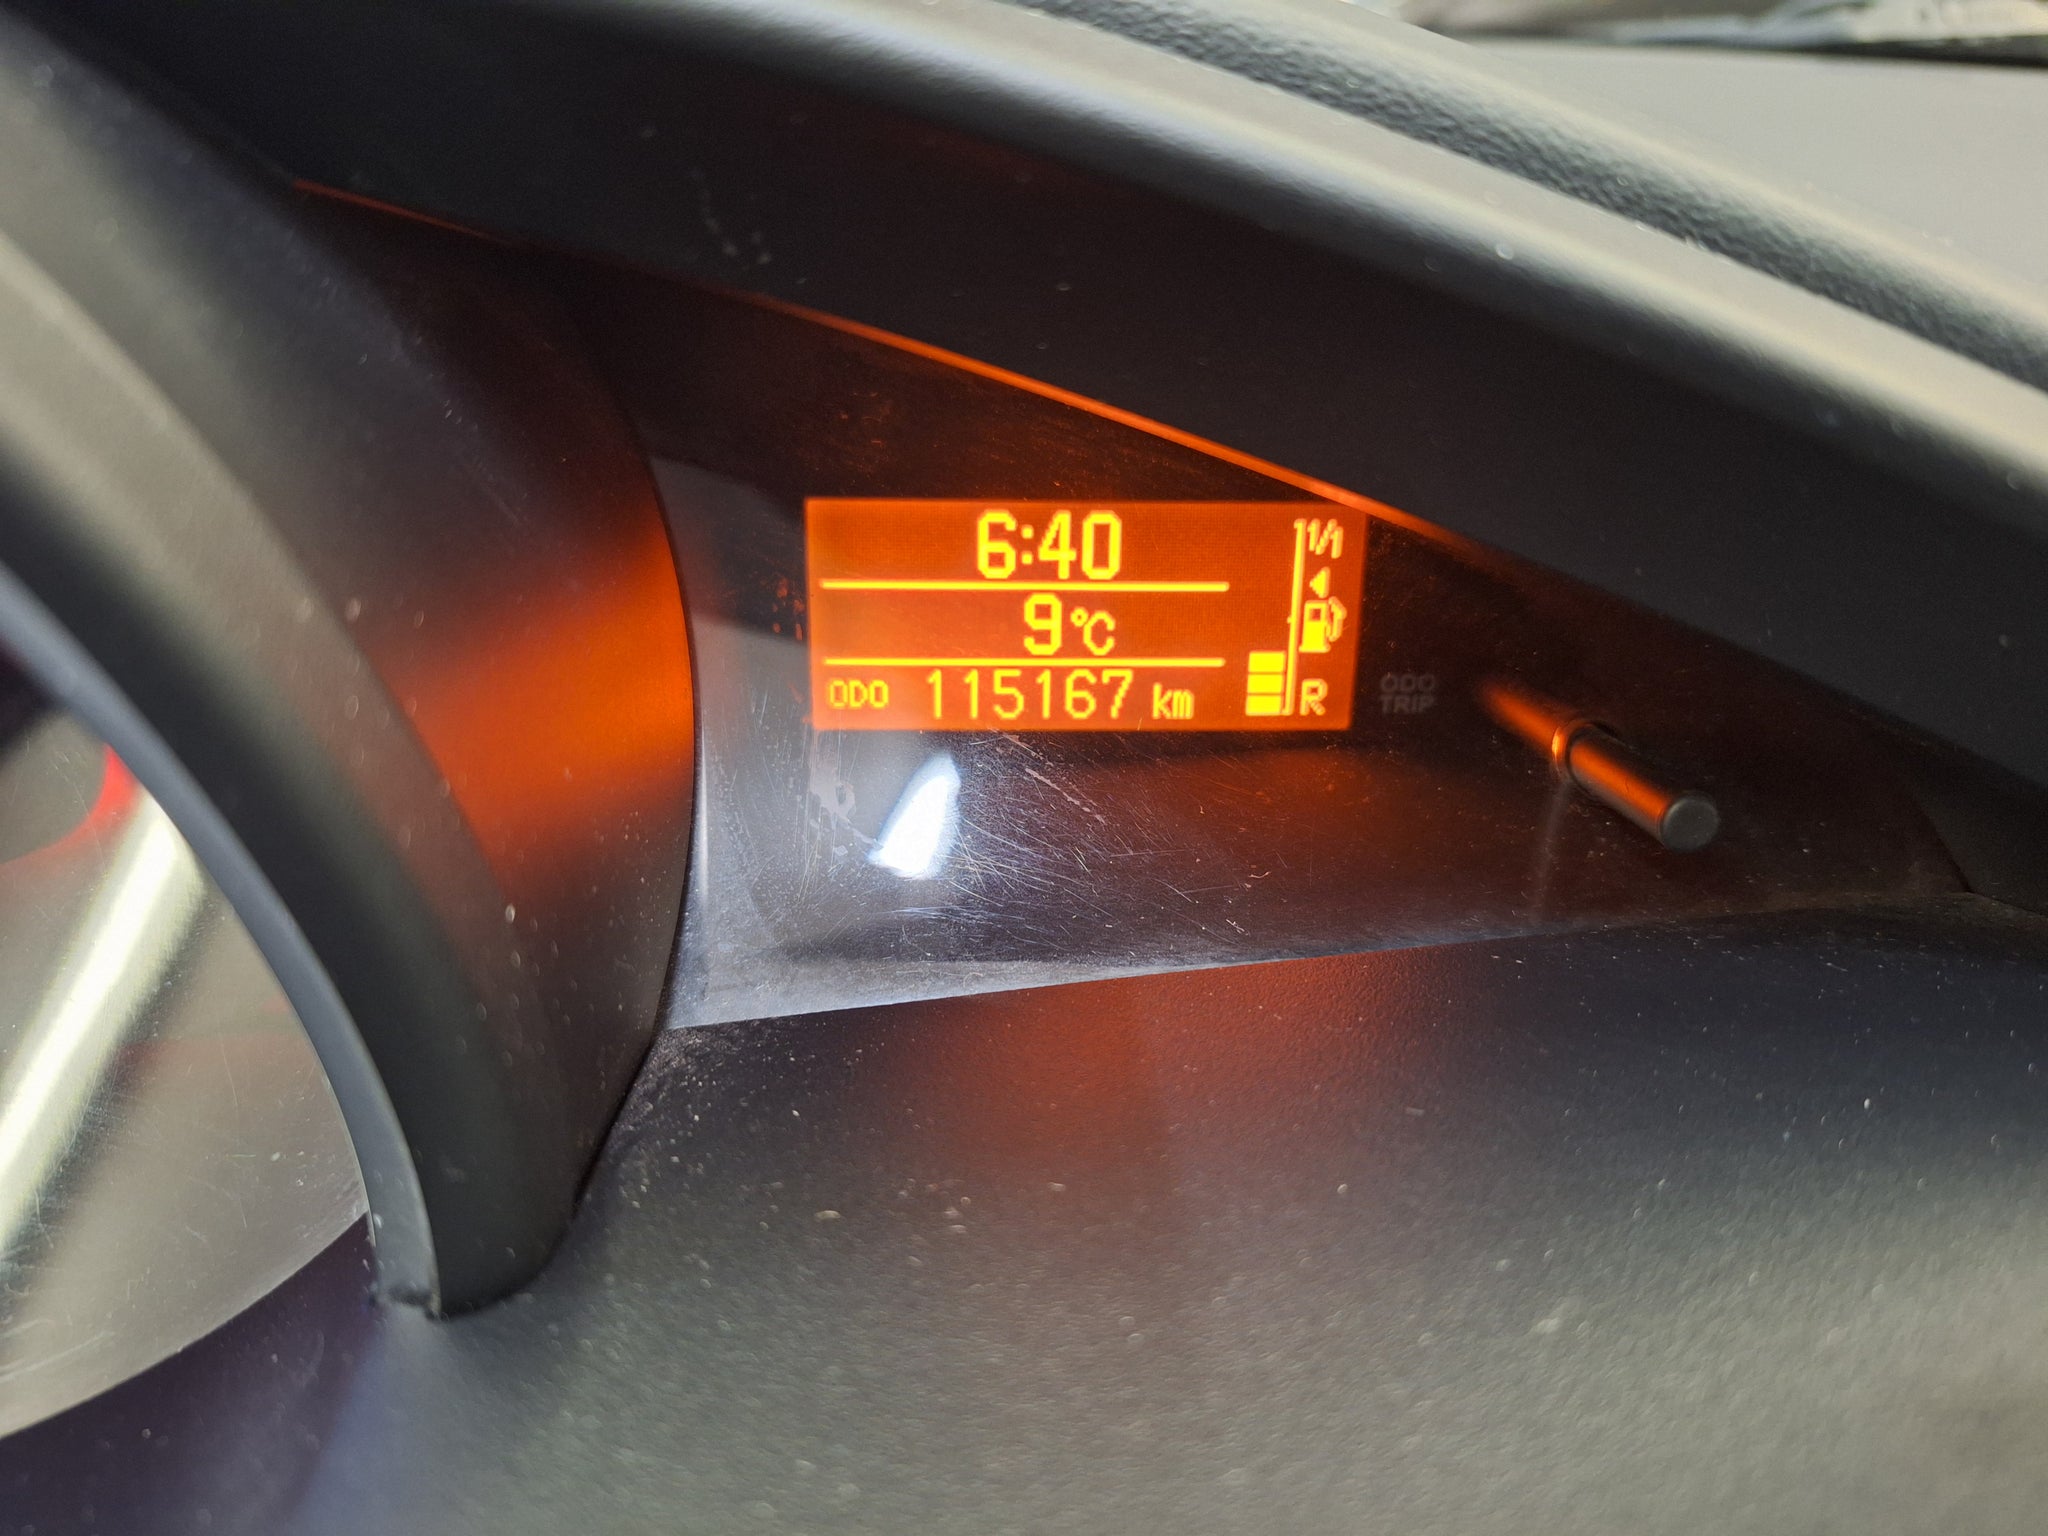 6:40
1/1
9 °C
ODO 115167 km
R
ODO
TRIP